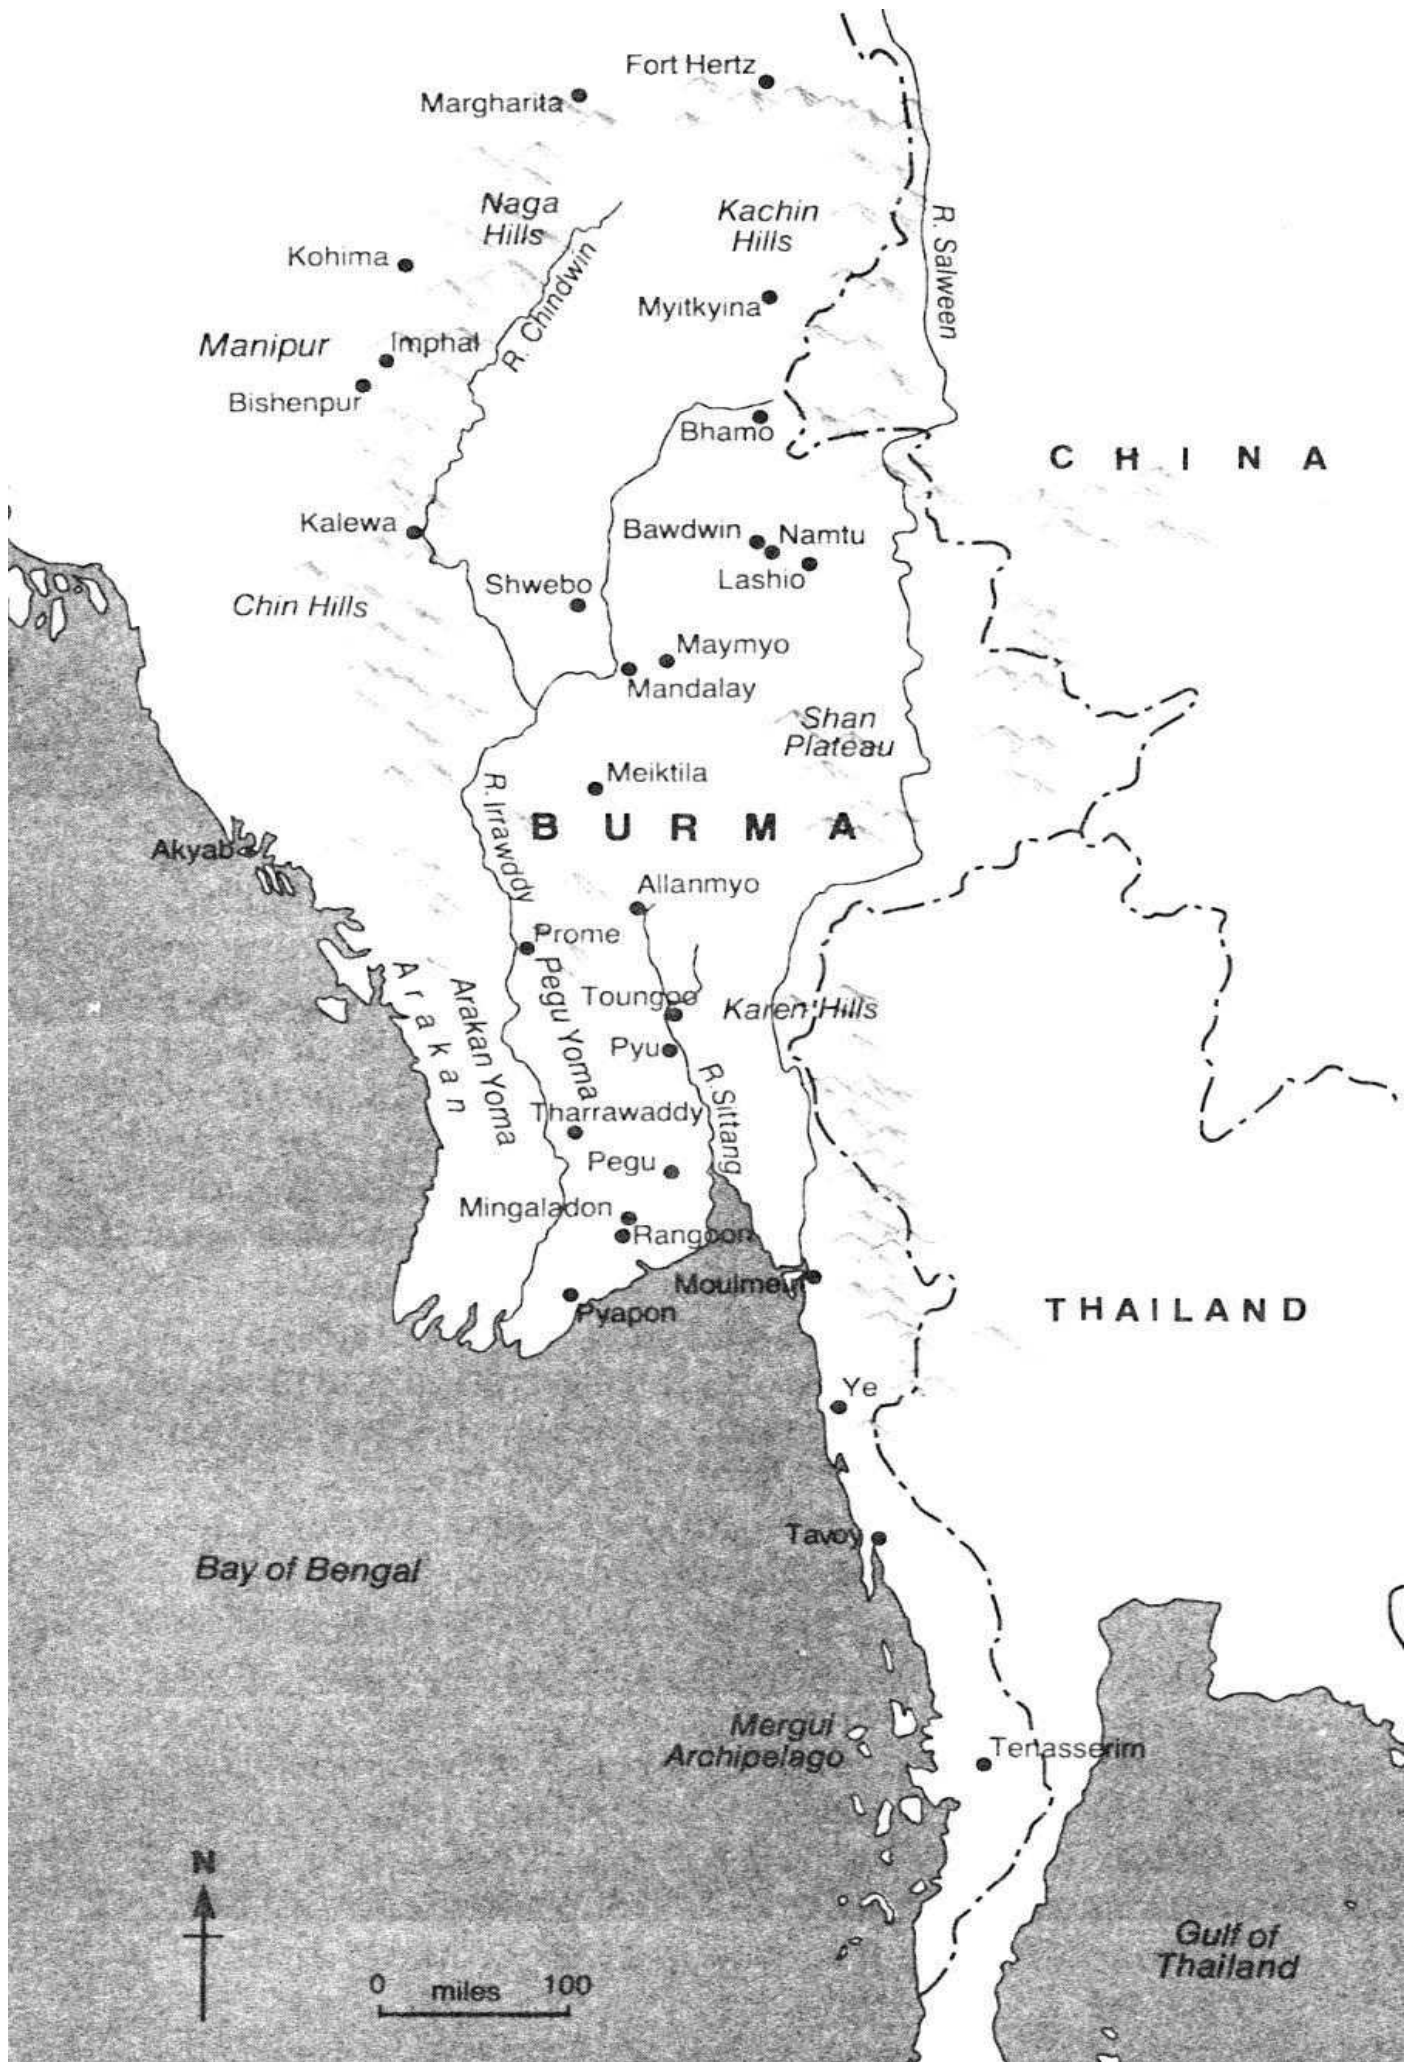 Fort Hertz
Margharita
Naga
Hills
Kachin
Hills
R. Salween
Kohima
R. Chindwin
Myitkyina
Manipur
Imphal
Bishenpur
Bhamo
CHINA
Kalewa
Bawdwin
Namtu
Lashio
Shwebo
Chin Hills
Maymyo
Mandalay
Shan
Plateau
Meiktila
R. Irrawddy
BURMA
Akyab
Allanmyo
Prome
Arakan
Arakan Yoma
Pegu Yoma
Toungoo
Karen Hills
Pyu
R. Sittang
Tharrawaddy
Pegu
Mingaladon
Rangoon
Moulmein
Pyapon
THAILAND
Ye
Tavoy
Bay of Bengal
Mergui
Archipelago
Tenasserim
N
Gulf of
Thailand
0 miles 100